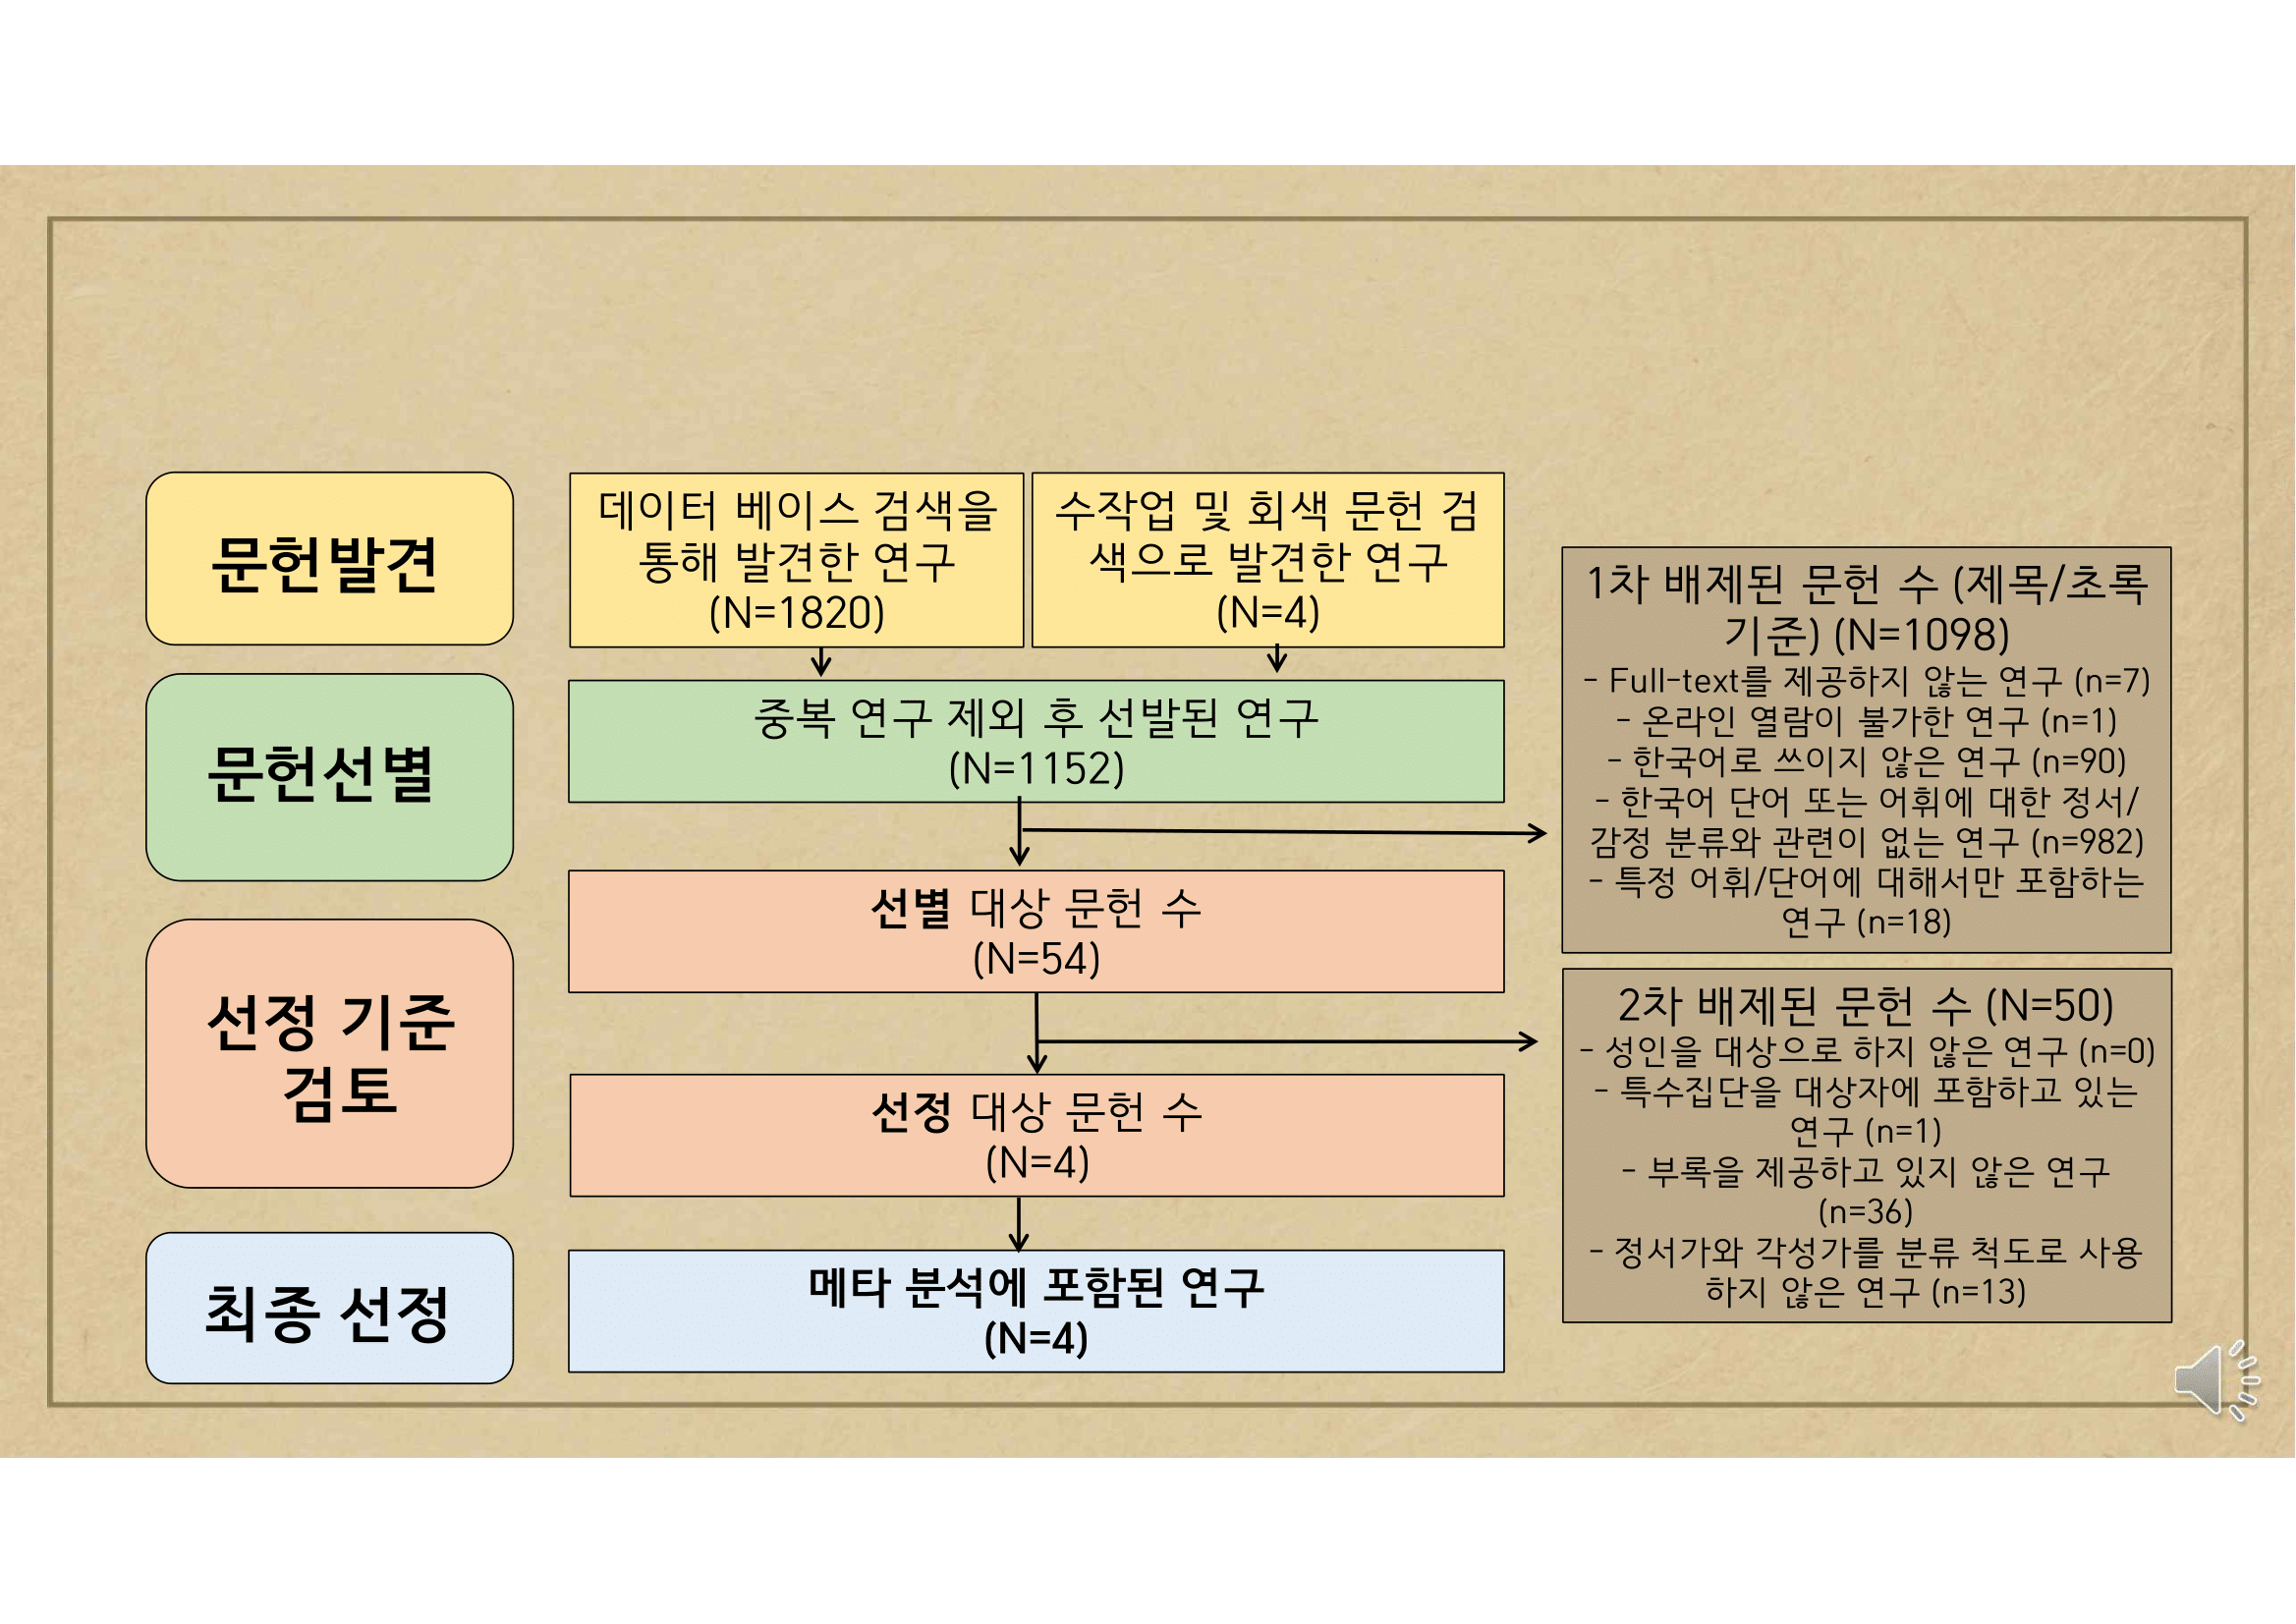 문헌발견
데이터 베이스 검색을
통해 발견한 연구
(N=1820)
수작업 및 회색 문헌 검
색으로 발견한 연구
(N=4)
문헌선별
중복 연구 제외 후 선발된 연구
(N=1152)
1차 배제된 문헌 수 (제목/초록
기준) (N=1098)
- Full-text를 제공하지 않는 연구 (n=7)
- 온라인 열람이 불가한 연구 (n=1)
- 한국어로 쓰이지 않은 연구 (n=90)
- 한국어 단어 또는 어휘에 대한 정서/
감정 분류와 관련이 없는 연구 (n=982)
- 특정 어휘/단어에 대해서만 포함하는
연구 (n=18)
선정 기준
검토
선별 대상 문헌 수
(N=54)
2차 배제된 문헌 수 (N=50)
- 성인을 대상으로 하지 않은 연구 (n=0)
- 특수집단을 대상자에 포함하고 있는
연구 (n=1)
- 부록을 제공하고 있지 않은 연구
(n=36)
- 정서가와 각성가를 분류 척도로 사용
하지 않은 연구 (n=13)
선정 대상 문헌 수
(N=4)
최종 선정
메타 분석에 포함된 연구
(N=4)